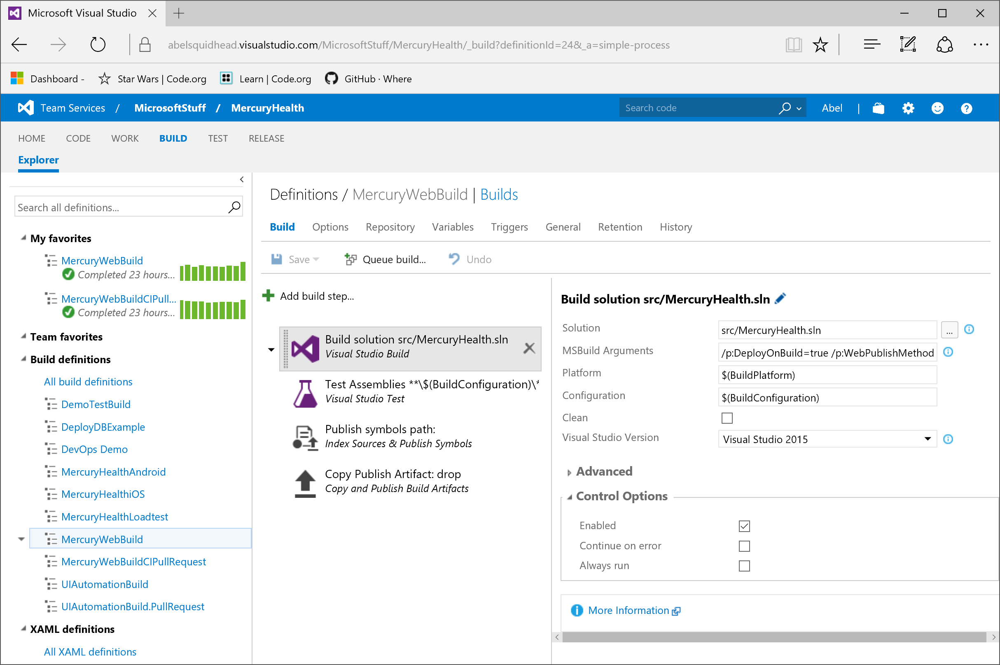 Microsoft Visual Studio
abelsquidhead.visualstudio.com/MicrosoftStuff/MercuryHealth/_build?definitionId=24&_a=simple-process
Dashboard -
Star Wars | Code.org
Learn | Code.org
GitHub · Where
Team Services / MicrosoftStuff / MercuryHealth
Search code
Abel |
HOME
CODE
WORK
BUILD
TEST
RELEASE
Explorer
Search all definitions...
My favorites
MercuryWebBuild
Completed 23 hours...
MercuryWebBuildCIPull...
Completed 23 hours...
Team favorites
Build definitions
All build definitions
DemoTestBuild
DeployDBExample
DevOps Demo
MercuryHealthAndroid
MercuryHealthiOS
MercuryHealthLoadtest
MercuryWebBuild
MercuryWebBuildCIPullRequest
UIAutomationBuild
UIAutomationBuild.PullRequest
XAML definitions
All XAML definitions
Definitions / MercuryWebBuild | Builds
Build
Options
Repository
Variables
Triggers
General
Retention
History
Save
Queue build...
Undo
Add build step...
Build solution src/MercuryHealth.sln
Visual Studio Build
Test Assemblies **\$(BuildConfiguration)\*
Visual Studio Test
Publish symbols path:
Index Sources & Publish Symbols
Copy Publish Artifact: drop
Copy and Publish Build Artifacts
Build solution src/MercuryHealth.sln
Solution
src/MercuryHealth.sln
...
MSBuild Arguments
/p:DeployOnBuild=true /p:WebPublishMethod
Platform
$(BuildPlatform)
Configuration
$(BuildConfiguration)
Clean
Visual Studio Version
Visual Studio 2015
Advanced
Control Options
Enabled
Continue on error
Always run
More Information